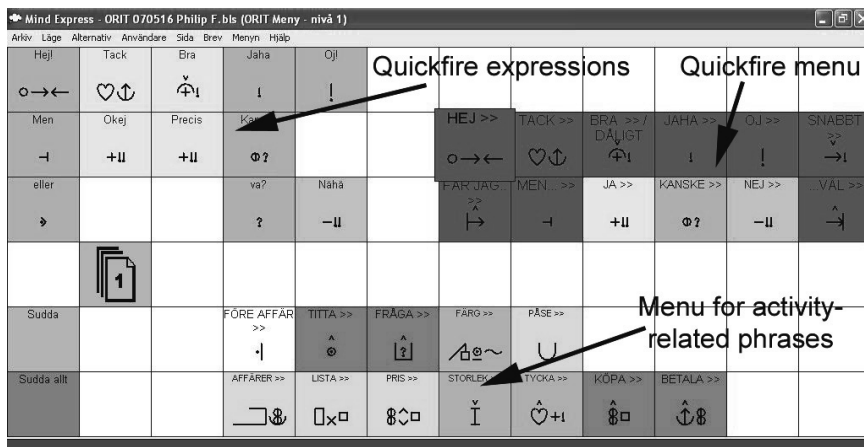 Mind Express - ORIT 070516 Philip F.bls (ORIT Meny - nivå 1)
Arkiv Läge Alternativ Användare Sida Brev Menyn Hjälp
Hej! Tack Bra Jaha Oj!
Quickfire expressions Quickfire menu
Men Okej Precis
HEJ >> TACK >> BRA >> / DÅLIGT JAHA >> OJ >> SNABBT >>
eller va? Nähä
FÅR JAG... >> MEN... >> JA >> KANSKE >> NEJ >> ...VAL >>
1
Menu for activity-
related phrases
Sudda FÖRE AFFÄR >> TITTA >> FRÅGA >> FÄRG >> PÅSE >>
Sudda allt AFFÄRER >> LISTA >> PRIS >> STORLEK TYCKA >> KÖPA >> BETALA >>